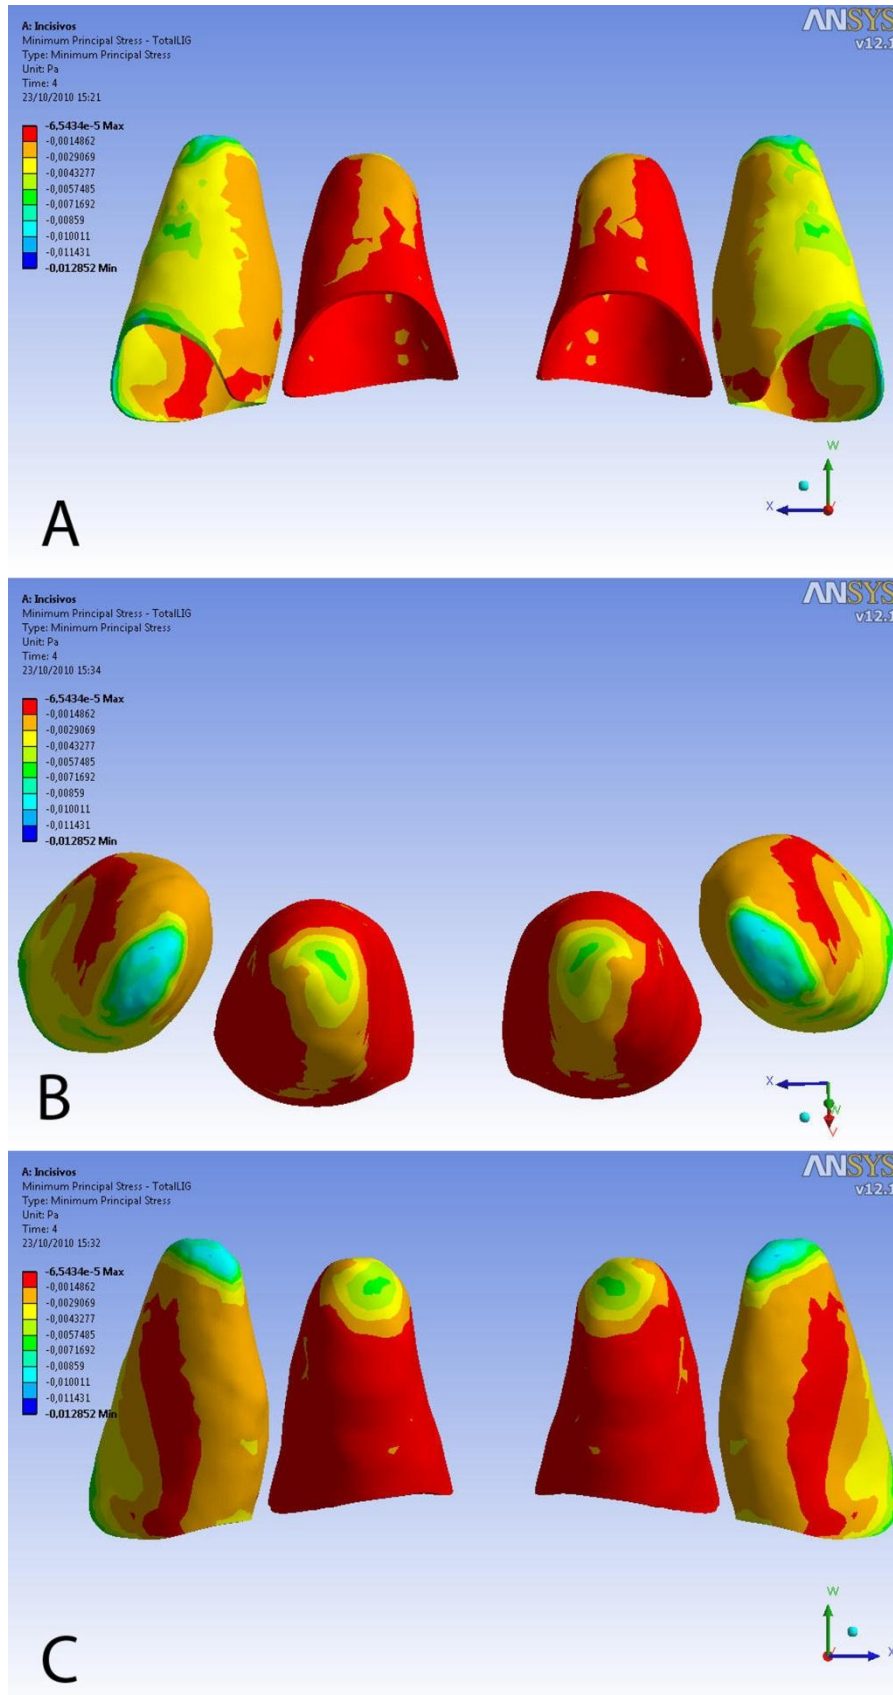 A: Incisivos
Minimum Principal Stress - TotalLIG
Type: Minimum Principal Stress
Unit: Pa
Time: 4
23/10/2010 15:21
ANSYS
v12.1
-6,5434e-5 Max
-0,0014862
-0,0029069
-0,0043277
-0,0057485
-0,0071692
-0,00859
-0,010011
-0,011431
-0,012852 Min
W
X
A
A: Incisivos
Minimum Principal Stress - TotalLIG
Type: Minimum Principal Stress
Unit: Pa
Time: 4
23/10/2010 15:34
ANSYS
v12.1
-6,5434e-5 Max
-0,0014862
-0,0029069
-0,0043277
-0,0057485
-0,0071692
-0,00859
-0,010011
-0,011431
-0,012852 Min
X
W
V
B
A: Incisivos
Minimum Principal Stress - TotalLIG
Type: Minimum Principal Stress
Unit: Pa
Time: 4
23/10/2010 15:32
ANSYS
v12.1
-6,5434e-5 Max
-0,0014862
-0,0029069
-0,0043277
-0,0057485
-0,0071692
-0,00859
-0,010011
-0,011431
-0,012852 Min
W
X
C